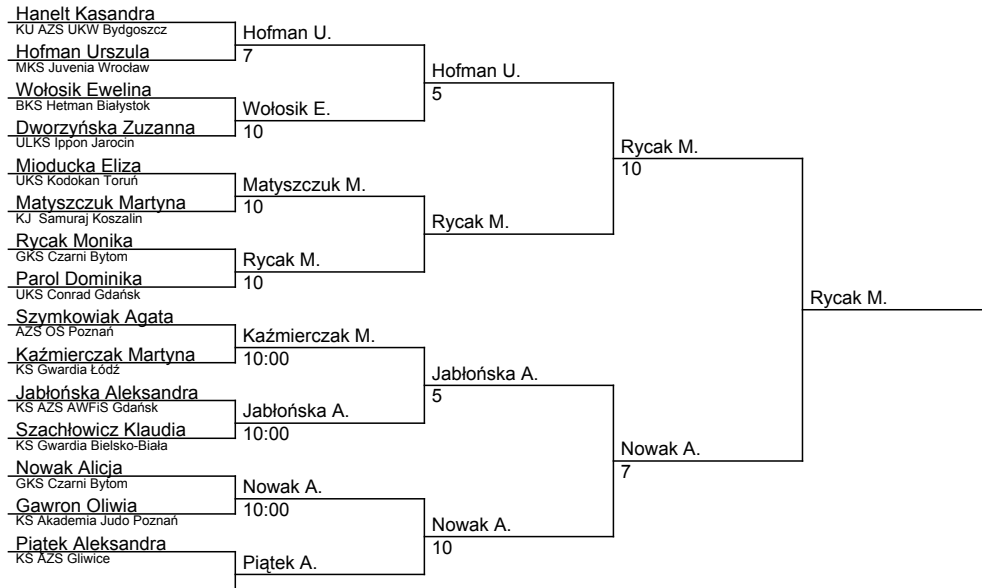 Hanelt Kasandra
KU AZS UKW Bydgoszcz
Hofman Urszula
MKS Juvenia Wrocław
Wołosik Ewelina
BKS Hetman Białystok
Dworzyńska Zuzanna
ULKS Ippon Jarocin
Mioducka Eliza
UKS Kodokan Toruń
Matyszczuk Martyna
KJ  Samuraj Koszalin
Rycak Monika
GKS Czarni Bytom
Parol Dominika
UKS Conrad Gdańsk
Szymkowiak Agata
AZS OŚ Poznań
Kaźmierczak Martyna
KS Gwardia Łódź
Jabłońska Aleksandra
KS AZS AWFiS Gdańsk
Szachłowicz Klaudia
KS Gwardia Bielsko-Biała
Nowak Alicja
GKS Czarni Bytom
Gawron Oliwia
KS Akademia Judo Poznań
Piątek Aleksandra
KS AZS Gliwice
Hofman U.
7
Wołosik E.
10
Matyszczuk M.
10
Rycak M.
10
Kaźmierczak M.
10:00
Jabłońska A.
10:00
Nowak A.
10:00
Piątek A.
Hofman U.
5
Rycak M.
Jabłońska A.
5
Nowak A.
10
Rycak M.
10
Nowak A.
7
Rycak M.